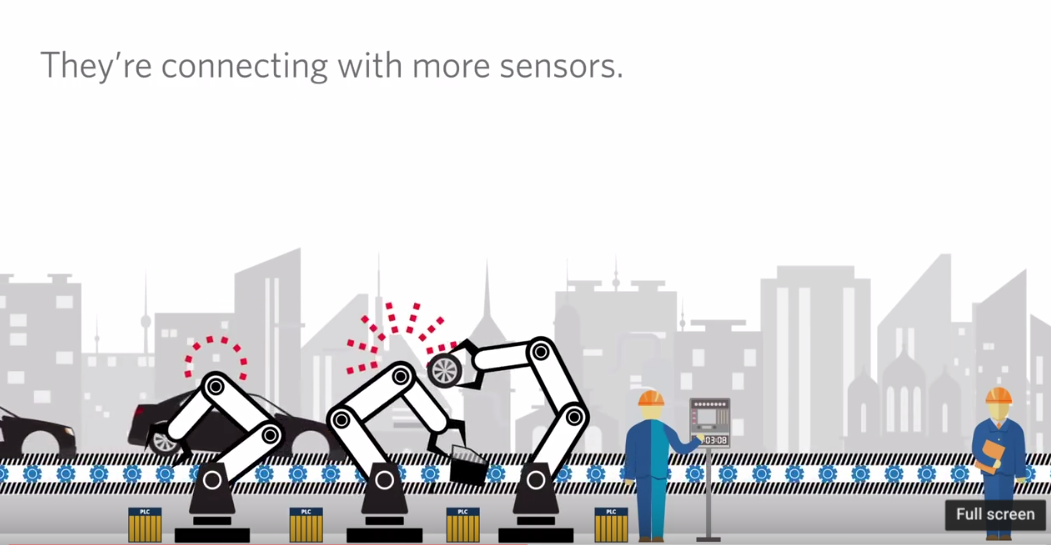 They're connecting with more sensors.
03:08
PLC
PLC
PLC
PLC
Full screen